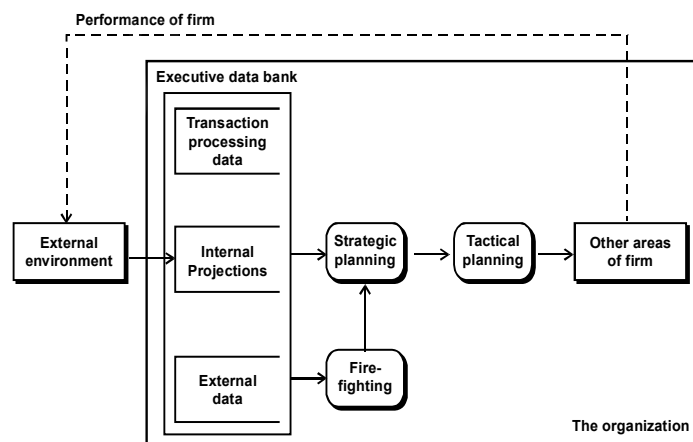 Performance of firm
Executive data bank
Transaction
processing
data
External
environment
Internal
Projections
Strategic
planning
Tactical
planning
Other areas
of firm
External
data
Fire-
fighting
The organization